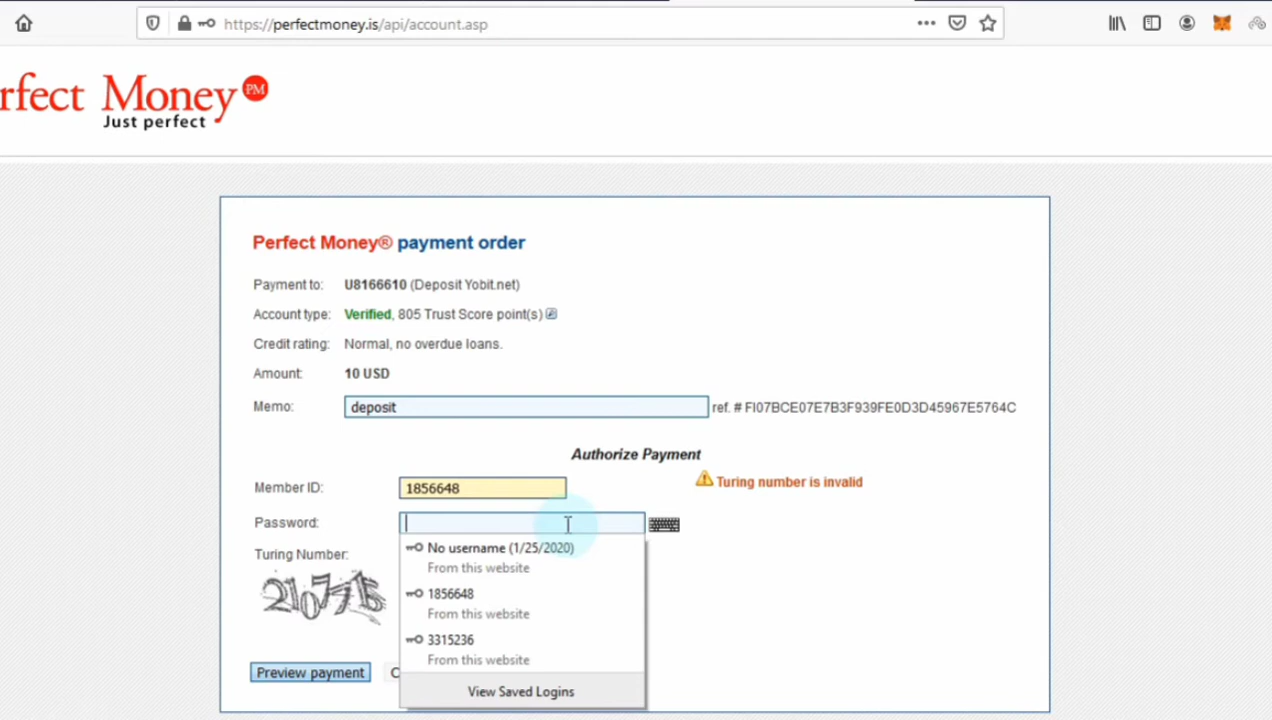 https://perfectmoney.is/api/account.asp
rfect Money PM
Just perfect
Perfect Money® payment order
Payment to: U8166610 (Deposit Yobit.net)
Account type: Verified, 805 Trust Score point(s)
Credit rating: Normal, no overdue loans.
Amount: 10 USD
Memo: deposit ref. # FI07BCE07E7B3F939FE0D3D45967E5764C
Authorize Payment
Member ID: 1856648 Turing number is invalid
Password:
No username (1/25/2020)
From this website
Turing Number:
1856648
From this website
3315236
From this website
Preview payment C
View Saved Logins